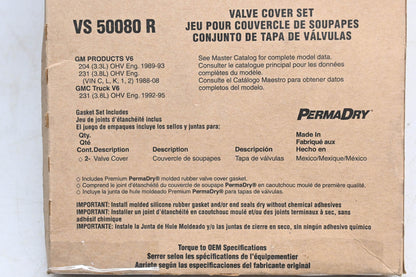 VS 50080 R
VALVE COVER SET
JEU POUR COUVERCLE DE SOUPAPES
CONJUNTO DE TAPA DE VÁLVULAS
GM PRODUCTS V6
204 (3.3L) OHV Eng. 1989-93
231 (3.8L) OHV Eng.
(VIN C, L, K, 1, 2) 1988-08
GMC Truck V6
231 (3.8L) OHV Eng. 1992-95
See Master Catalog for complete model data.
Consulter le catalogue principal pour les données
complètes du modèle.
Consulte el Catálogo Maestro para obtener datos
completos del modelo.
Gasket Set Includes
Jeu de joints d'étanchéité inclus
El juego de empaques incluye los sellos y juntas para:
PERMADRY®
Qty.
Qté
Cont. Description Description Descripción
2- Valve Cover Couvercle de soupapes Tapa de válvulas
Made In
Fabriqué aux
Hecho en
Mexico/Mexique/México
Includes Premium PermaDry® molded rubber valve cover gasket.
Comprend le joint d'étanchéité du couvercle de soupape PermaDry® en caoutchouc moulé de première qualité.
Incluye la junta de hule moldeado Premium PermaDry® para las tapas de válvulas.
IMPORTANT: Install molded silicone rubber gasket and/or end seals dry without chemical adhesives
IMPORTANT: Installer un joint d'étanchéité en caoutchouc moulé et/ou des joints terminaux à sec, sans
adhésif chimique
IMPORTANTE: Instale la Junta de Hule Moldeado y/o las juntas de cierre en seco, sin ningún adhesivo químico
Torque to OEM Specifications
Serrer selon les spécifications de l'équipementier
Apriete según las especificaciones del fabricante original